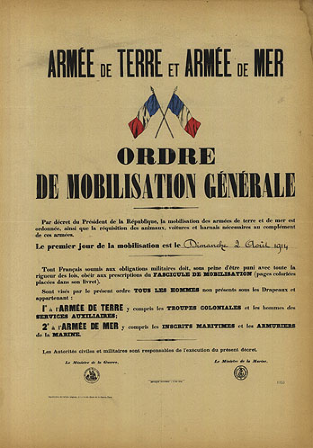 ARMÉE DE TERRE ET ARMÉE DE MER
ORDRE
DE MOBILISATION GÉNÉRALE
Par décret du Président de la République, la mobilisation des armées de terre et de mer est
ordonnée, ainsi que la réquisition des animaux, voitures et harnais nécessaires au complément
de ces armées.
Le premier jour de la mobilisation est le Dimanche 2 Août 1914
Tout Français soumis aux obligations militaires doit, sous peine d'être puni avec toute la
rigueur des lois, obéir aux prescriptions du FASCICULE DE MOBILISATION (pages coloriées
placées dans son livret).
Sont visés par le présent ordre TOUS LES HOMMES non présents sous les Drapeaux et
appartenant :
1° à l'ARMÉE DE TERRE y compris les TROUPES COLONIALES et les hommes des
SERVICES AUXILIAIRES;
2° à l'ARMÉE DE MER y compris les INSCRITS MARITIMES et les ARMURIERS
de la MARINE.
Les Autorités civiles et militaires sont responsables de l'exécution du présent décret.
Le Ministre de la Guerre, Le Ministre de la Marine,